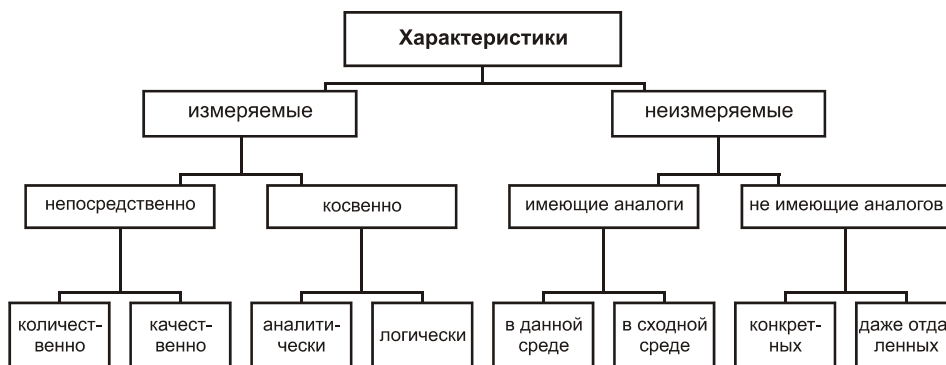 Характеристики
измеряемые
неизмеряемые
непосредственно
косвенно
имеющие аналоги
не имеющие аналогов
количест-
венно
качест-
венно
аналити-
чески
логически
в данной
среде
в сходной
среде
конкрет-
ных
даже отда
ленных